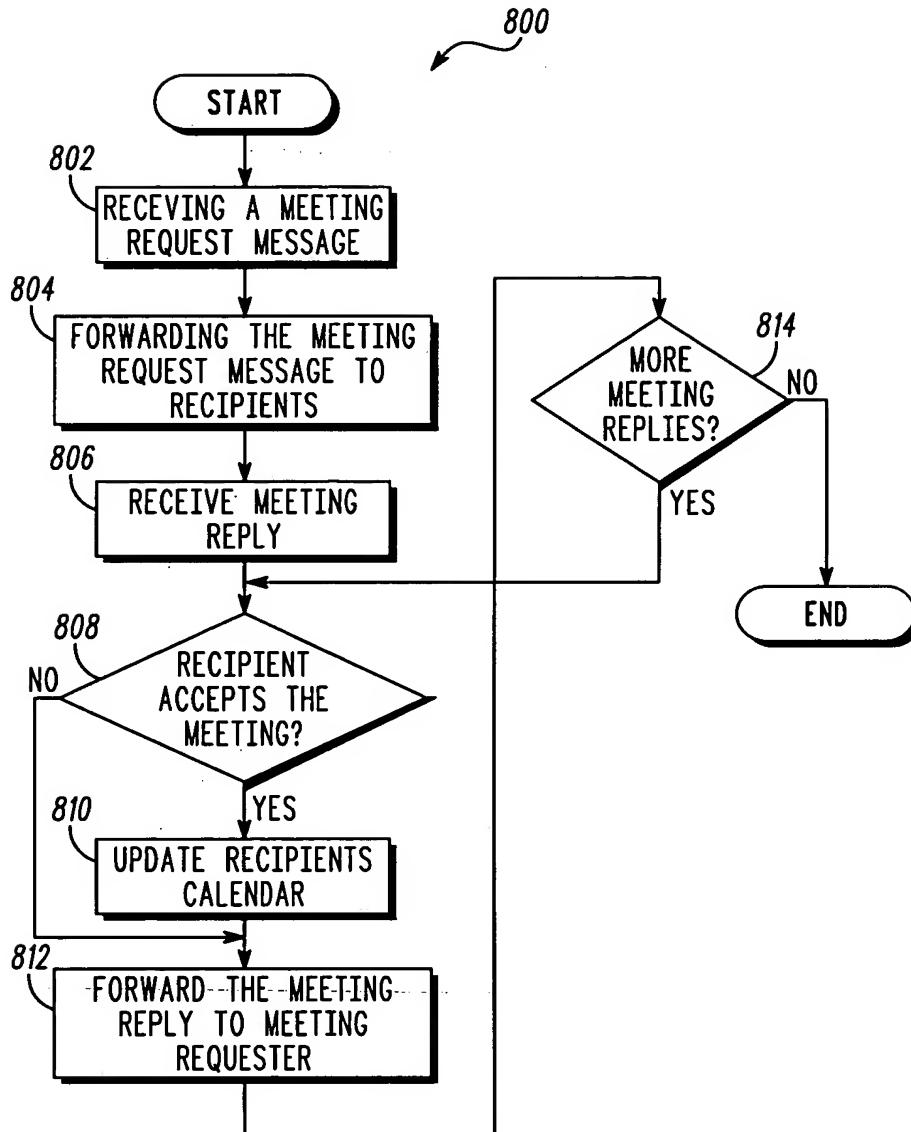 800
START
802
RECEVING A MEETING
REQUEST MESSAGE
804
FORWARDING THE MEETING
REQUEST MESSAGE TO
RECIPIENTS
806
RECEIVE MEETING
REPLY
808
NO
RECIPIENT
ACCEPTS THE
MEETING?
YES
810
UPDATE RECIPIENTS
CALENDAR
812
FORWARD THE MEETING
REPLY TO MEETING
REQUESTER
814
MORE
MEETING
REPLIES?
NO
YES
END